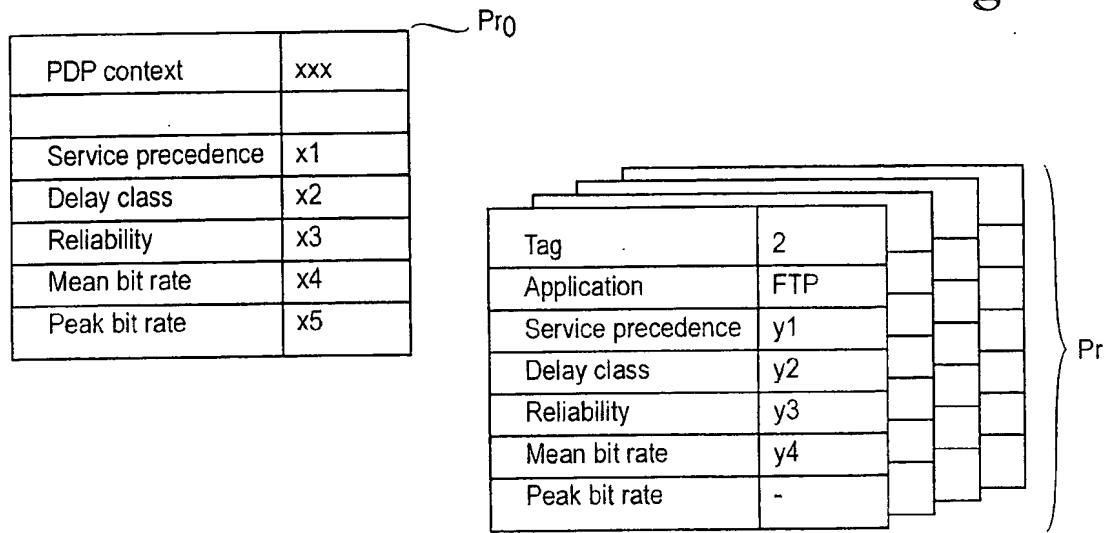 g
Pr0
PDP context xxx
Service precedence x1
Delay class x2
Reliability x3
Mean bit rate x4
Peak bit rate x5
Tag 2
Application FTP
Service precedence y1
Delay class y2
Reliability y3
Mean bit rate y4
Peak bit rate -
Pr